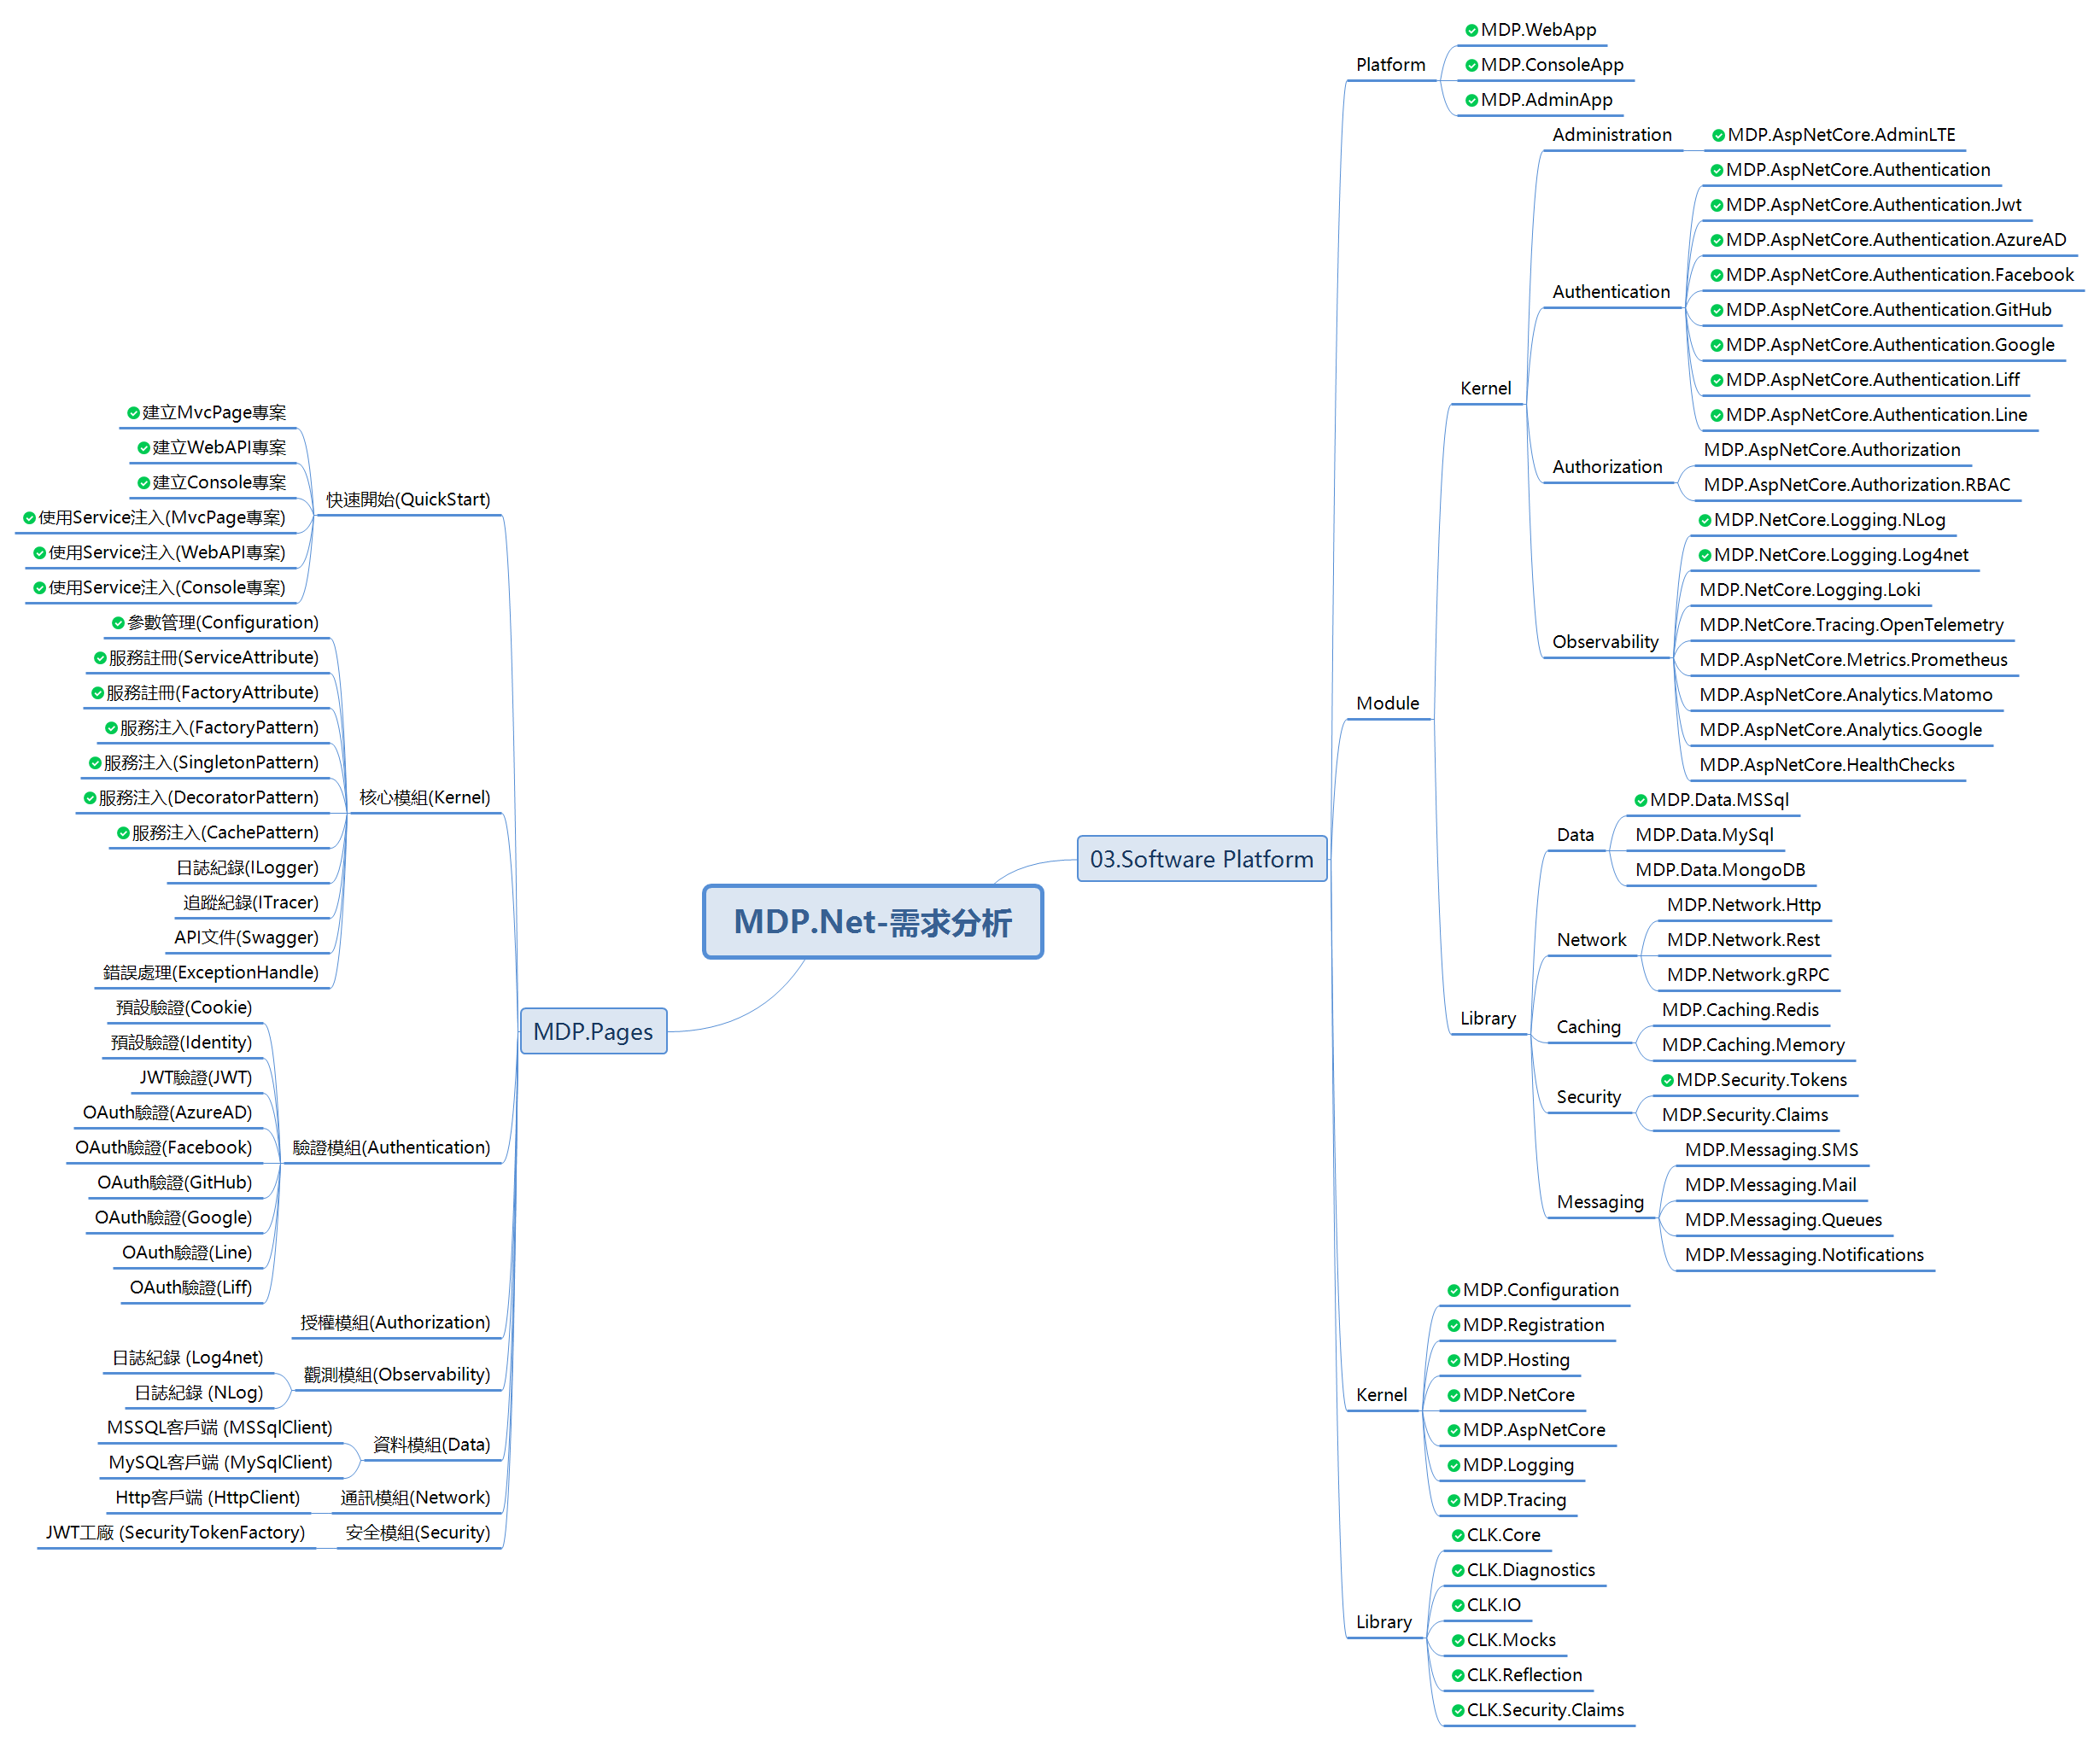 MDP.Net-需求分析
03.Software Platform
Platform
MDP.WebApp
MDP.ConsoleApp
MDP.AdminApp
Module
Kernel
Administration
MDP.AspNetCore.AdminLTE
Authentication
MDP.AspNetCore.Authentication
MDP.AspNetCore.Authentication.Jwt
MDP.AspNetCore.Authentication.AzureAD
MDP.AspNetCore.Authentication.Facebook
MDP.AspNetCore.Authentication.GitHub
MDP.AspNetCore.Authentication.Google
MDP.AspNetCore.Authentication.Liff
MDP.AspNetCore.Authentication.Line
Authorization
MDP.AspNetCore.Authorization
MDP.AspNetCore.Authorization.RBAC
Observability
MDP.NetCore.Logging.NLog
MDP.NetCore.Logging.Log4net
MDP.NetCore.Logging.Loki
MDP.NetCore.Tracing.OpenTelemetry
MDP.AspNetCore.Metrics.Prometheus
MDP.AspNetCore.Analytics.Matomo
MDP.AspNetCore.Analytics.Google
MDP.AspNetCore.HealthChecks
Library
Data
MDP.Data.MSSql
MDP.Data.MySql
MDP.Data.MongoDB
Network
MDP.Network.Http
MDP.Network.Rest
MDP.Network.gRPC
Caching
MDP.Caching.Redis
MDP.Caching.Memory
Security
MDP.Security.Tokens
MDP.Security.Claims
Messaging
MDP.Messaging.SMS
MDP.Messaging.Mail
MDP.Messaging.Queues
MDP.Messaging.Notifications
Kernel
MDP.Configuration
MDP.Registration
MDP.Hosting
MDP.NetCore
MDP.AspNetCore
MDP.Logging
MDP.Tracing
Library
CLK.Core
CLK.Diagnostics
CLK.IO
CLK.Mocks
CLK.Reflection
CLK.Security.Claims
MDP.Pages
快速開始(QuickStart)
建立MvcPage專案
建立WebAPI專案
建立Console專案
使用Service注入(MvcPage專案)
使用Service注入(WebAPI專案)
使用Service注入(Console專案)
核心模組(Kernel)
參數管理(Configuration)
服務註冊(ServiceAttribute)
服務註冊(FactoryAttribute)
服務注入(FactoryPattern)
服務注入(SingletonPattern)
服務注入(DecoratorPattern)
服務注入(CachePattern)
日誌紀錄(ILogger)
追蹤紀錄(ITracer)
API文件(Swagger)
錯誤處理(ExceptionHandle)
驗證模組(Authentication)
預設驗證(Cookie)
預設驗證(Identity)
JWT驗證(JWT)
OAuth驗證(AzureAD)
OAuth驗證(Facebook)
OAuth驗證(GitHub)
OAuth驗證(Google)
OAuth驗證(Line)
OAuth驗證(Liff)
授權模組(Authorization)
觀測模組(Observability)
日誌紀錄 (Log4net)
日誌紀錄 (NLog)
資料模組(Data)
MSSQL客戶端 (MSSqlClient)
MySQL客戶端 (MySqlClient)
通訊模組(Network)
Http客戶端 (HttpClient)
安全模組(Security)
JWT工廠 (SecurityTokenFactory)